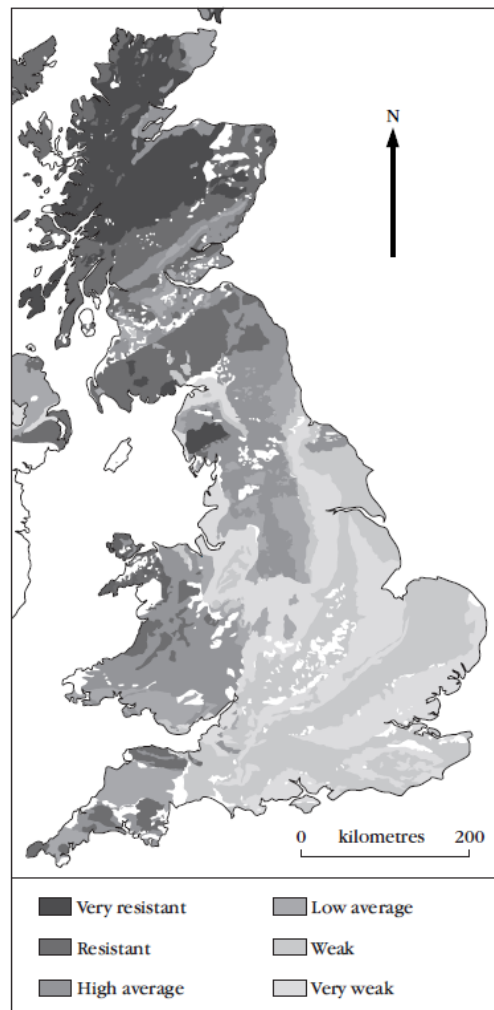 N
0 kilometres 200
Very resistant Low average
Resistant Weak
High average Very weak